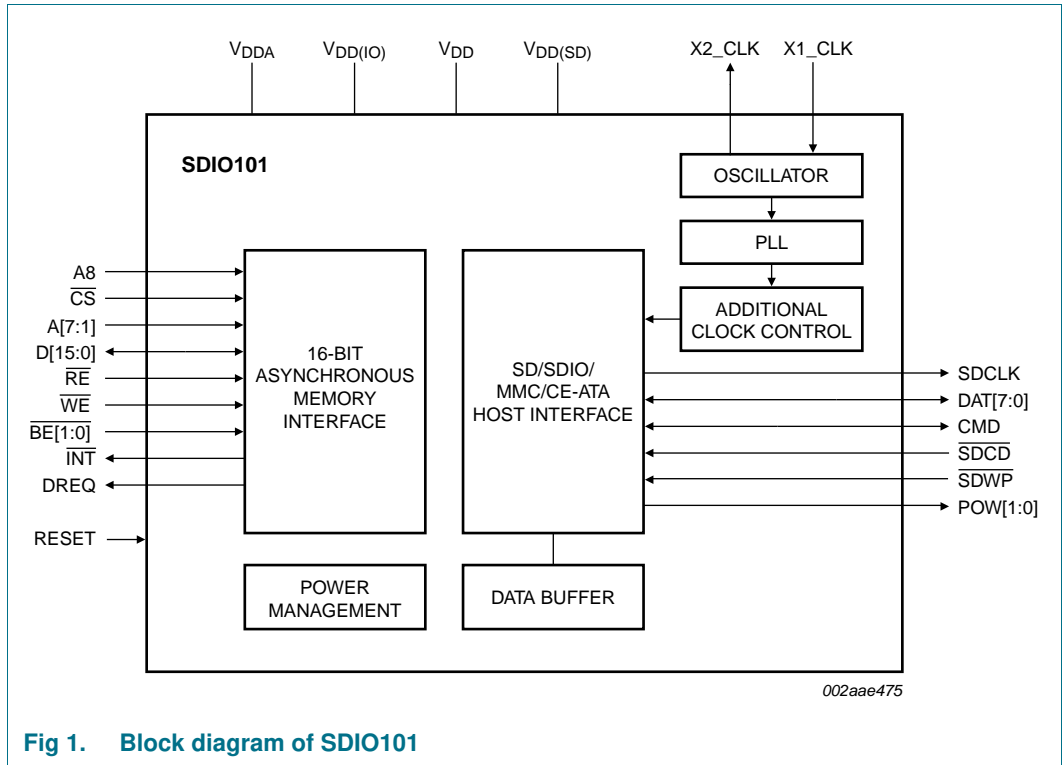 VDDA VDD(IO) VDD VDD(SD) X2_CLK X1_CLK
SDIO101
OSCILLATOR
PLL
ADDITIONAL
CLOCK CONTROL
A8
CS
A[7:1]
D[15:0]
RE
WE
BE[1:0]
INT
DREQ
RESET
16-BIT
ASYNCHRONOUS
MEMORY
INTERFACE
SD/SDIO/
MMC/CE-ATA
HOST INTERFACE
SDCLK
DAT[7:0]
CMD
SDCD
SDWP
POW[1:0]
POWER
MANAGEMENT
DATA BUFFER
002aae475
Fig 1. Block diagram of SDIO101